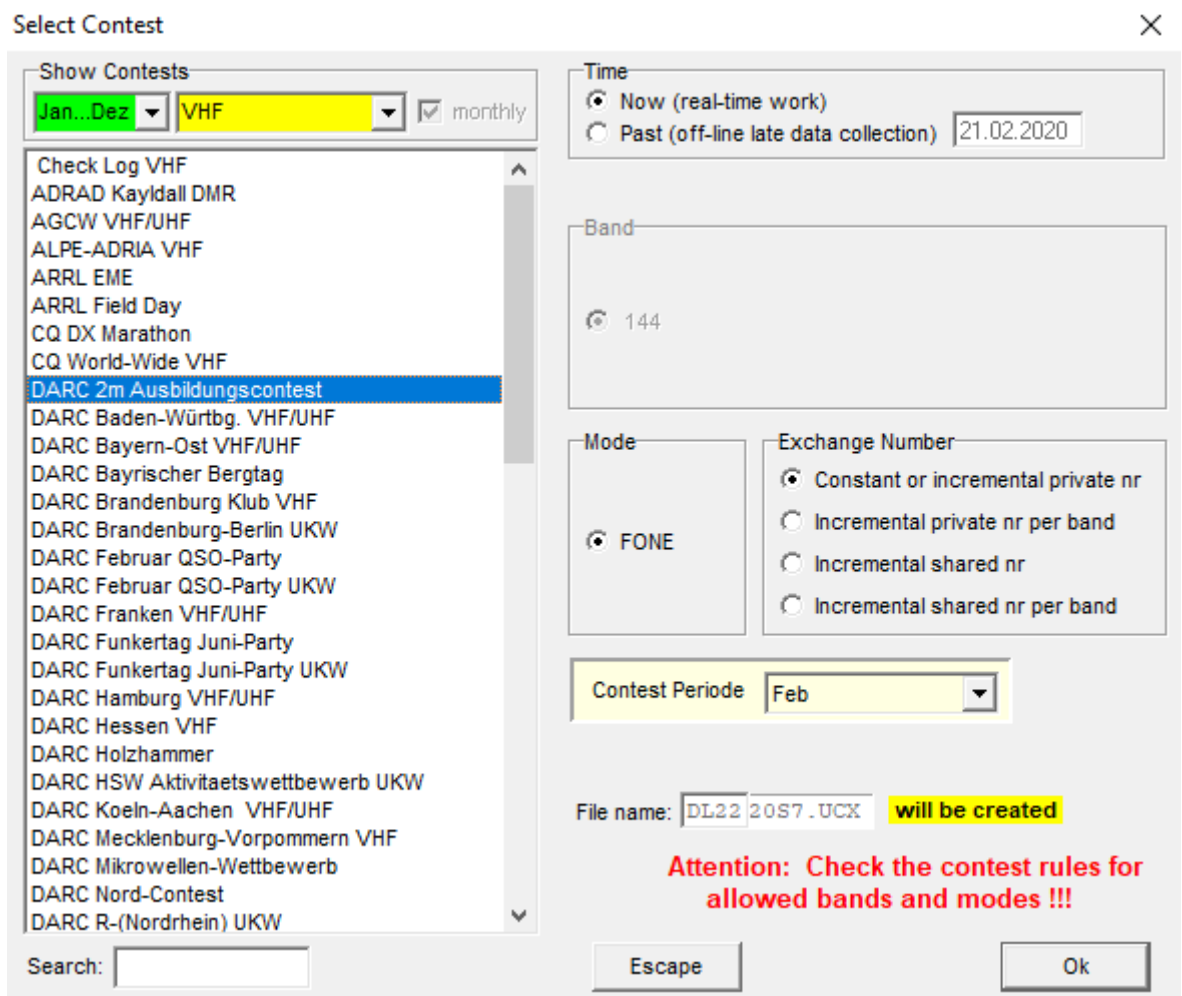 Select Contest
Show Contests
Jan...Dez VHF monthly
Check Log VHF
ADRAD Kayldall DMR
AGCW VHF/UHF
ALPE-ADRIA VHF
ARRL EME
ARRL Field Day
CQ DX Marathon
CQ World-Wide VHF
DARC 2m Ausbildungscontest
DARC Baden-Würtbg. VHF/UHF
DARC Bayern-Ost VHF/UHF
DARC Bayrischer Bergtag
DARC Brandenburg Klub VHF
DARC Brandenburg-Berlin UKW
DARC Februar QSO-Party
DARC Februar QSO-Party UKW
DARC Franken VHF/UHF
DARC Funkertag Juni-Party
DARC Funkertag Juni-Party UKW
DARC Hamburg VHF/UHF
DARC Hessen VHF
DARC Holzhammer
DARC HSW Aktivitaetswettbewerb UKW
DARC Koeln-Aachen  VHF/UHF
DARC Mecklenburg-Vorpommern VHF
DARC Mikrowellen-Wettbewerb
DARC Nord-Contest
DARC R-(Nordrhein) UKW
Search:
Time
Now (real-time work)
Past (off-line late data collection) 21.02.2020
Band
144
Mode
FONE
Exchange Number
Constant or incremental private nr
Incremental private nr per band
Incremental shared nr
Incremental shared nr per band
Contest Periode Feb
File name: DL22 20S7.UCX will be created
Attention:  Check the contest rules for
allowed bands and modes !!!
Escape Ok